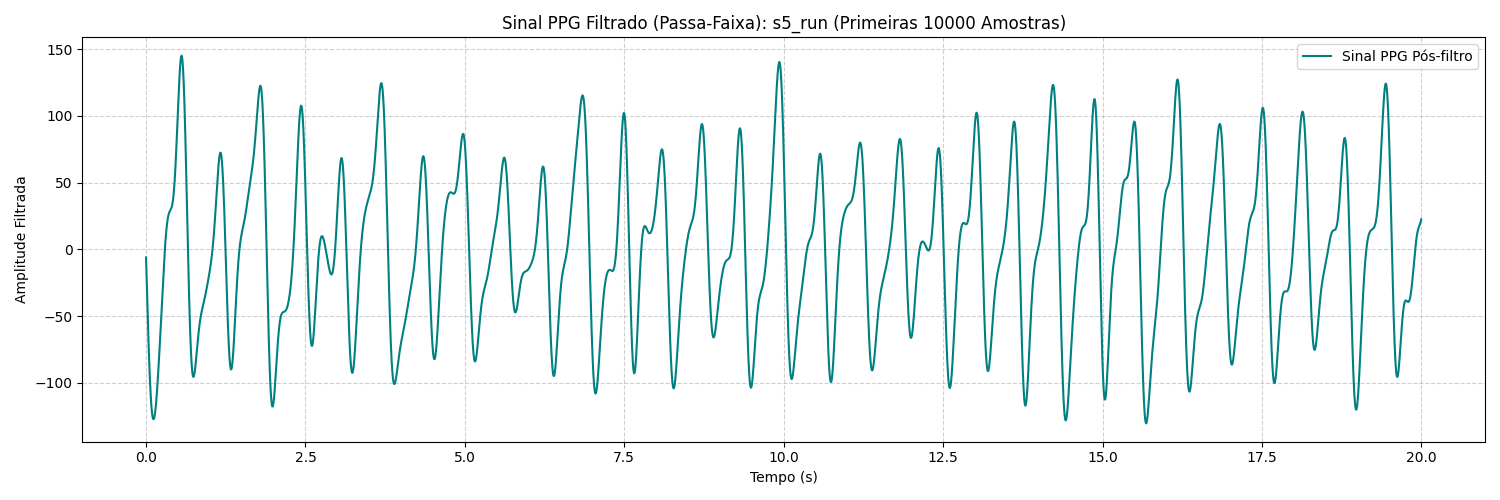 Sinal PPG Filtrado (Passa-Faixa): s5_run (Primeiras 10000 Amostras)
Sinal PPG Pós-filtro
Amplitude Filtrada
150
100
50
0
−50
−100
0.0 2.5 5.0 7.5 10.0 12.5 15.0 17.5 20.0
Tempo (s)